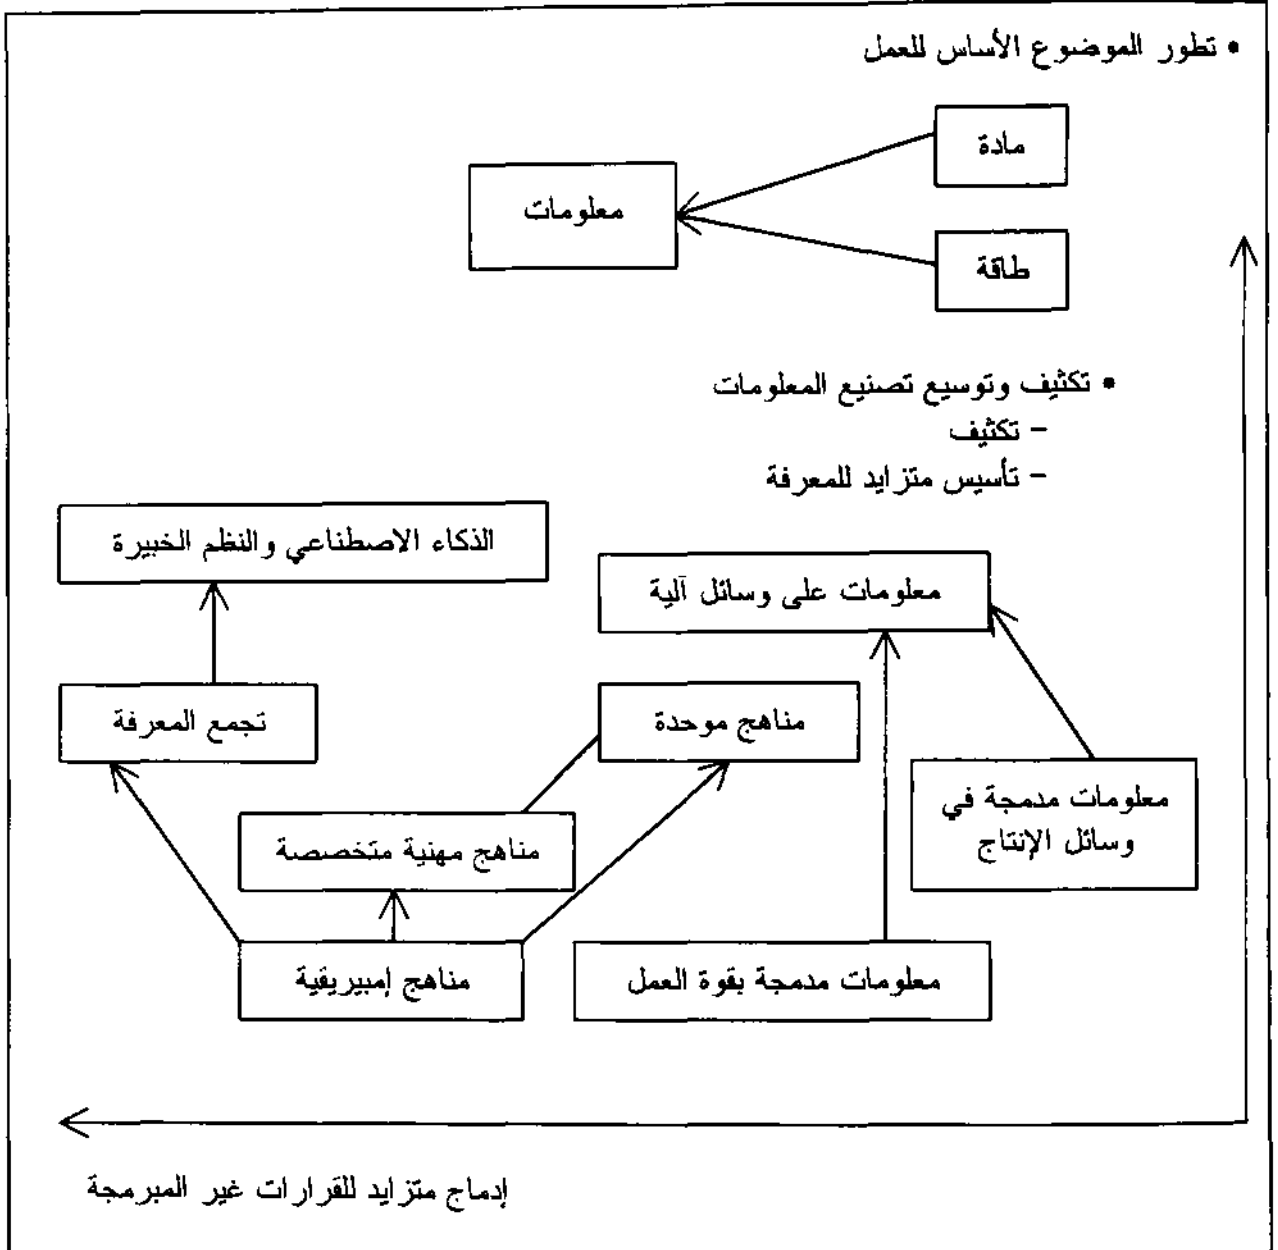 • تطور الموضوع الأساس للعمل
مادة
معلومات
طاقة
• تكثيف وتوسيع تصنيع المعلومات
– تكثيف
– تأسيس متزايد للمعرفة
الذكاء الاصطناعي والنظم الخبيرة
معلومات على وسائل آلية
مناهج موحدة
تجمع المعرفة
معلومات مدمجة في
وسائل الإنتاج
مناهج مهنية متخصصة
معلومات مدمجة بقوة العمل
مناهج إمبيريقية
إدماج متزايد للقرارات غير المبرمجة